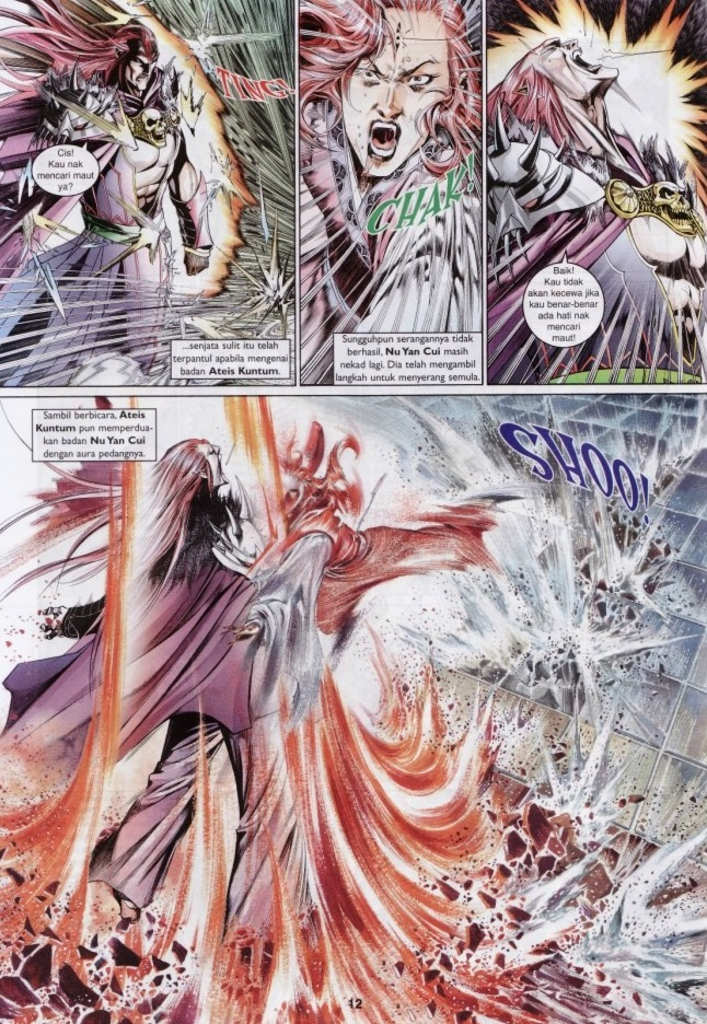 TING!
Cis!
Kau nak
mencari maut
ya?
...senjata sulit itu telah
terpantul apabila mengenai
badan Ateis Kuntum.
CHAK!
Sungguhpun serangannya tidak
berhasil, Nu Yan Cui masih
nekad lagi. Dia telah mengambil
langkah untuk menyerang semula.
Baik!
Kau tidak
akan kecewa jika
kau benar-benar
ada hati nak
mencari
maut!
Sambil berbicara, Ateis
Kuntum pun memperdua-
kan badan Nu Yan Cui
dengan aura pedangnya.
SHOO!
12